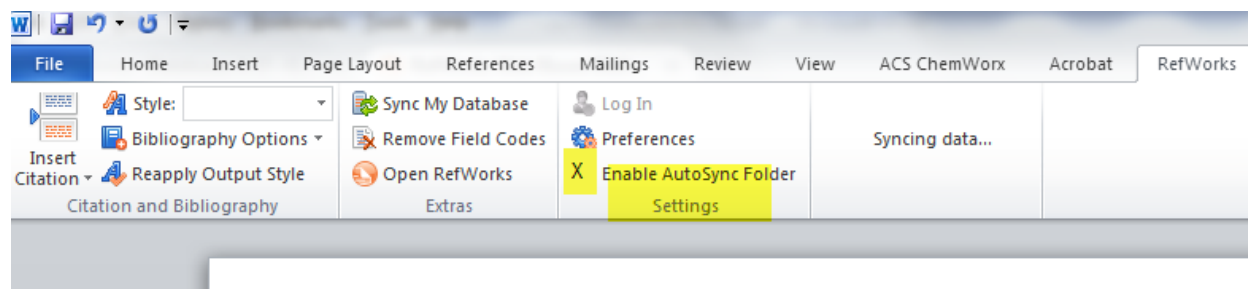 W
File Home Insert Page Layout References Mailings Review View ACS ChemWorx Acrobat RefWorks
Insert Citation
Style:
Bibliography Options
Reapply Output Style
Citation and Bibliography
Sync My Database
Remove Field Codes
Open RefWorks
Extras
Log In
Preferences
X Enable AutoSync Folder
Settings
Syncing data...